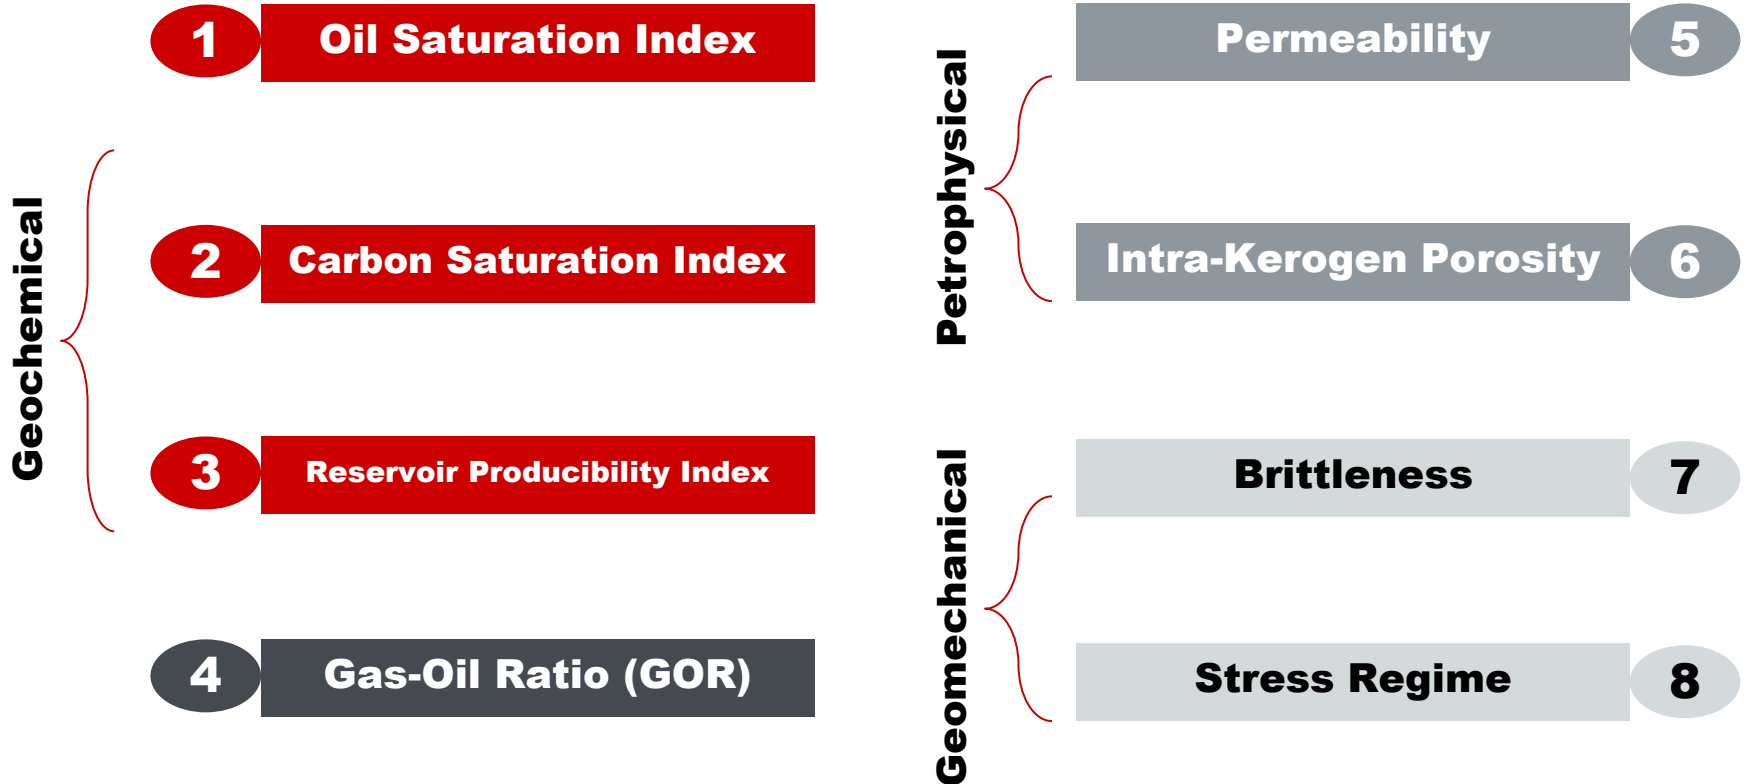 Geochemical
1 Oil Saturation Index
2 Carbon Saturation Index
3 Reservoir Producibility Index
4 Gas-Oil Ratio (GOR)
Petrophysical
Permeability 5
Intra-Kerogen Porosity 6
Geomechanical
Brittleness 7
Stress Regime 8